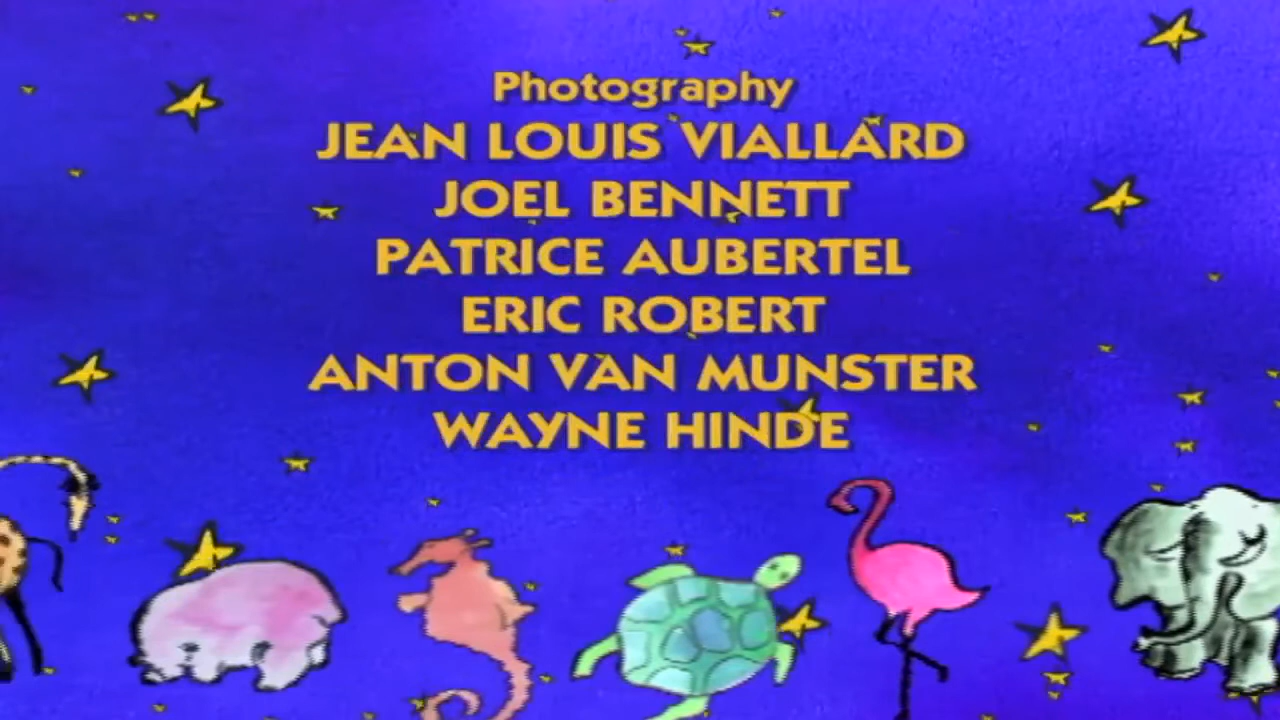 Photography
JEAN LOUIS VIALLARD
JOEL BENNETT
PATRICE AUBERTEL
ERIC ROBERT
ANTON VAN MUNSTER
WAYNE HINDE